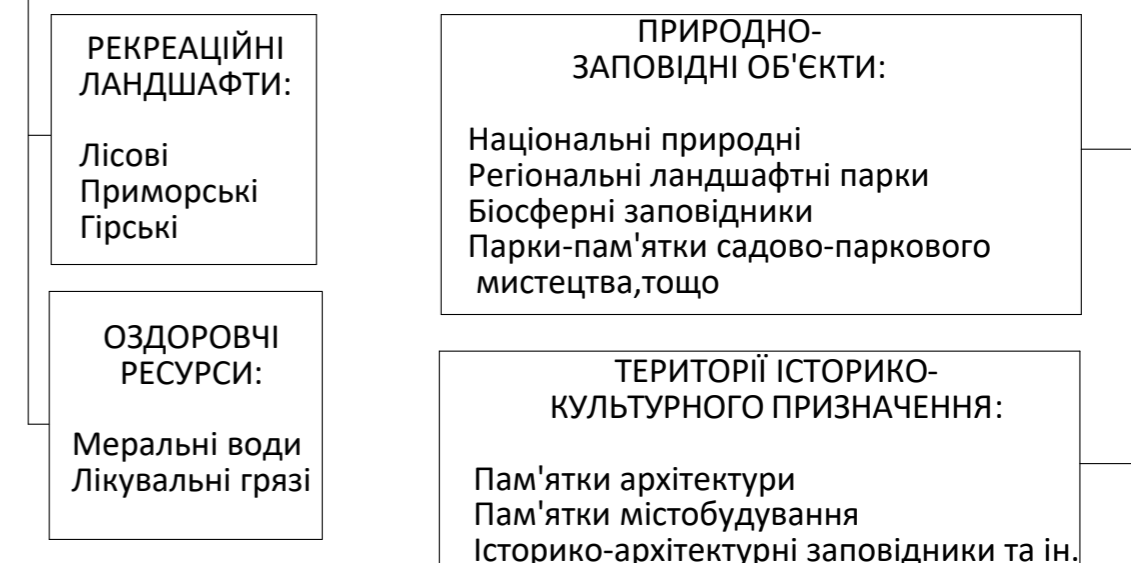 РЕКРЕАЦІЙНІ
ЛАНДШАФТИ:
Лісові
Приморські
Гірські
ОЗДОРОВЧІ
РЕСУРСИ:
Меральні води
Лікувальні грязі
ПРИРОДНО-
ЗАПОВІДНІ ОБ'ЄКТИ:
Національні природні
Регіональні ландшафтні парки
Біосферні заповідники
Парки-пам'ятки садово-паркового
мистецтва,тощо
ТЕРИТОРІЇ ІСТОРИКО-
КУЛЬТУРНОГО ПРИЗНАЧЕННЯ:
Пам'ятки архітектури
Пам'ятки містобудування
Історико-архітектурні заповідники та ін.